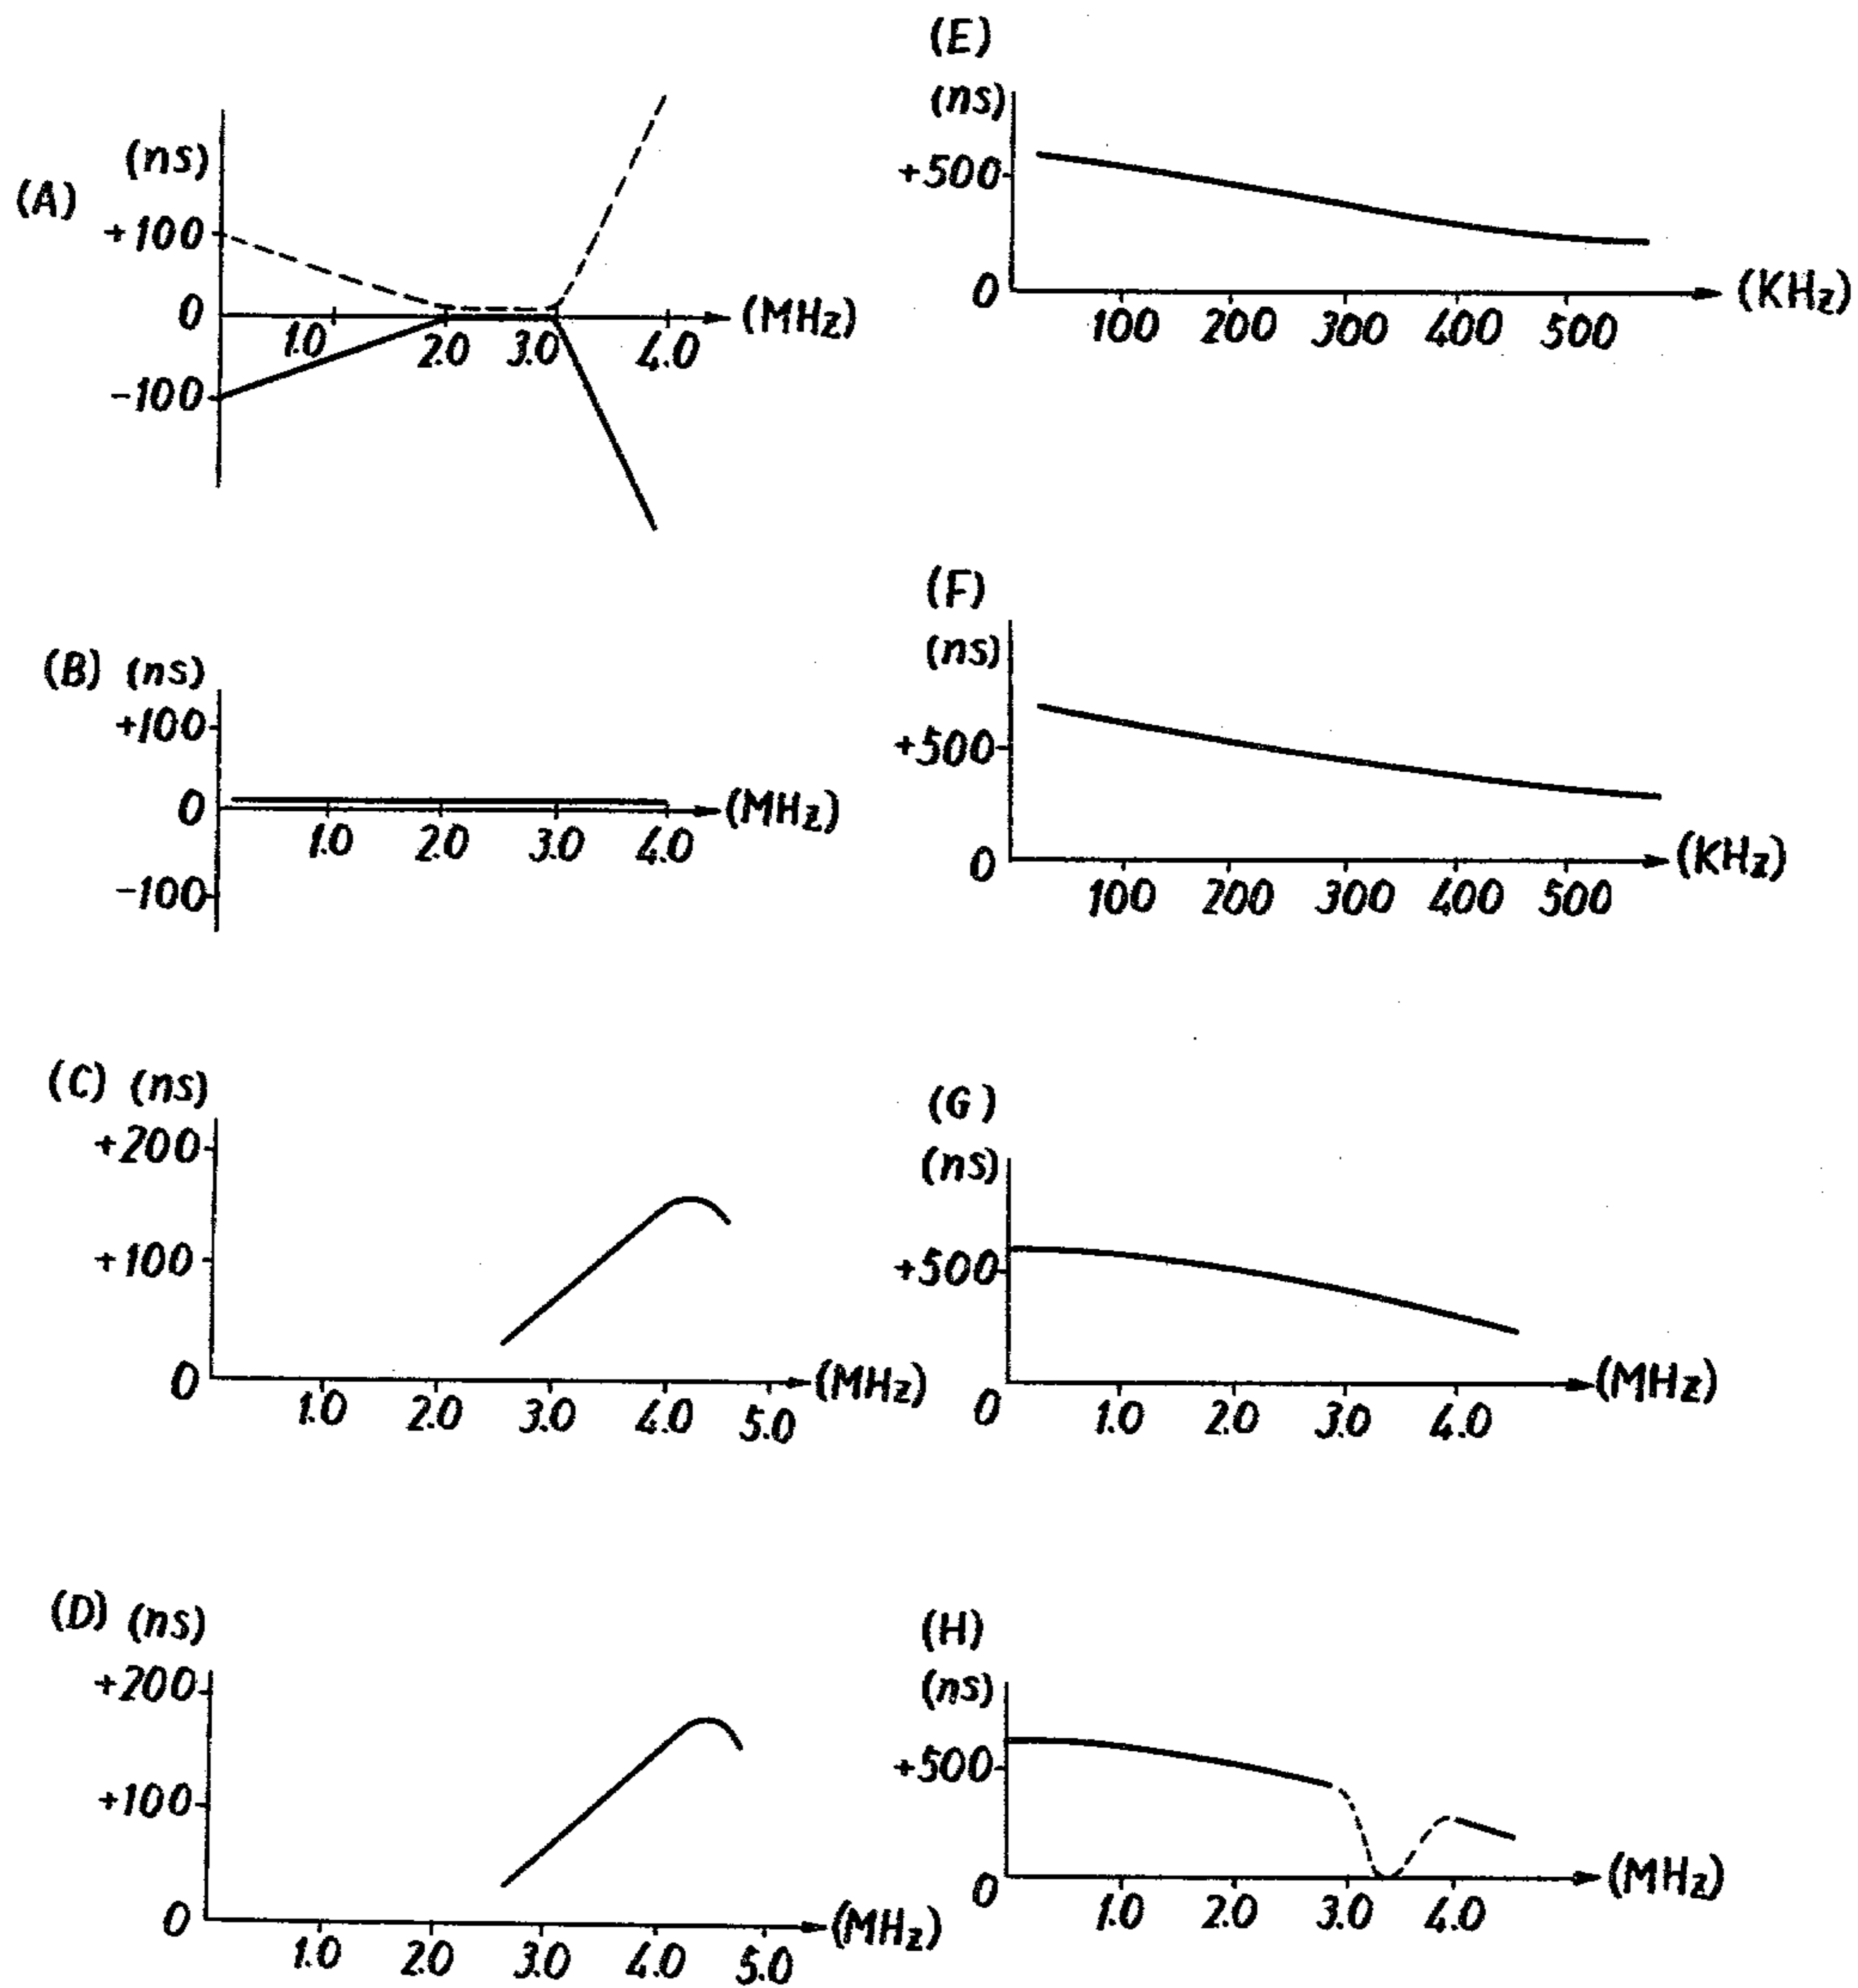 (A)
(ns)
+100
0
-100
1.0 2.0 3.0 4.0 (MHz)
(B) (ns)
+100
0
-100
1.0 2.0 3.0 4.0 (MHz)
(C) (ns)
+200
+100
0
1.0 2.0 3.0 4.0 5.0 (MHz)
(D) (ns)
+200
+100
0
1.0 2.0 3.0 4.0 5.0 (MHz)
(E)
(ns)
+500
0
100 200 300 400 500 (KHz)
(F)
(ns)
+500
0
100 200 300 400 500 (KHz)
(G)
(ns)
+500
0
1.0 2.0 3.0 4.0 (MHz)
(H)
(ns)
+500
0
1.0 2.0 3.0 4.0 (MHz)